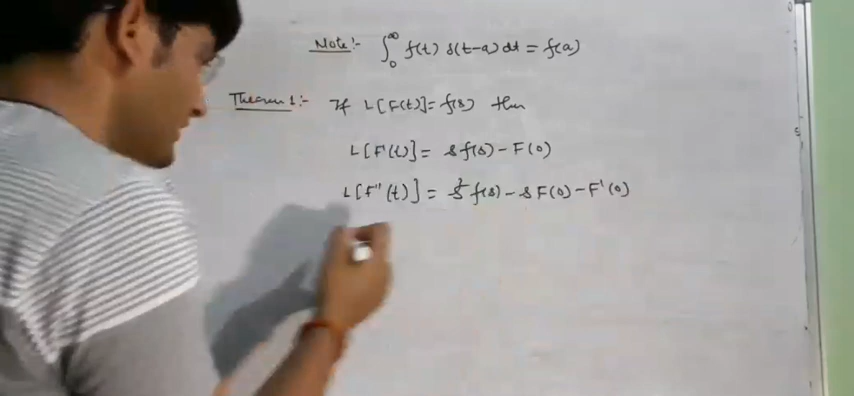 Note:- ∫₀^∞ f(t) δ(t-a) dt = f(a)
Theorem 1:- If L[F(t)] = f(s) then
L[F'(t)] = s f(s) - F(0)
L[F''(t)] = s² f(s) - s F(0) - F'(0)